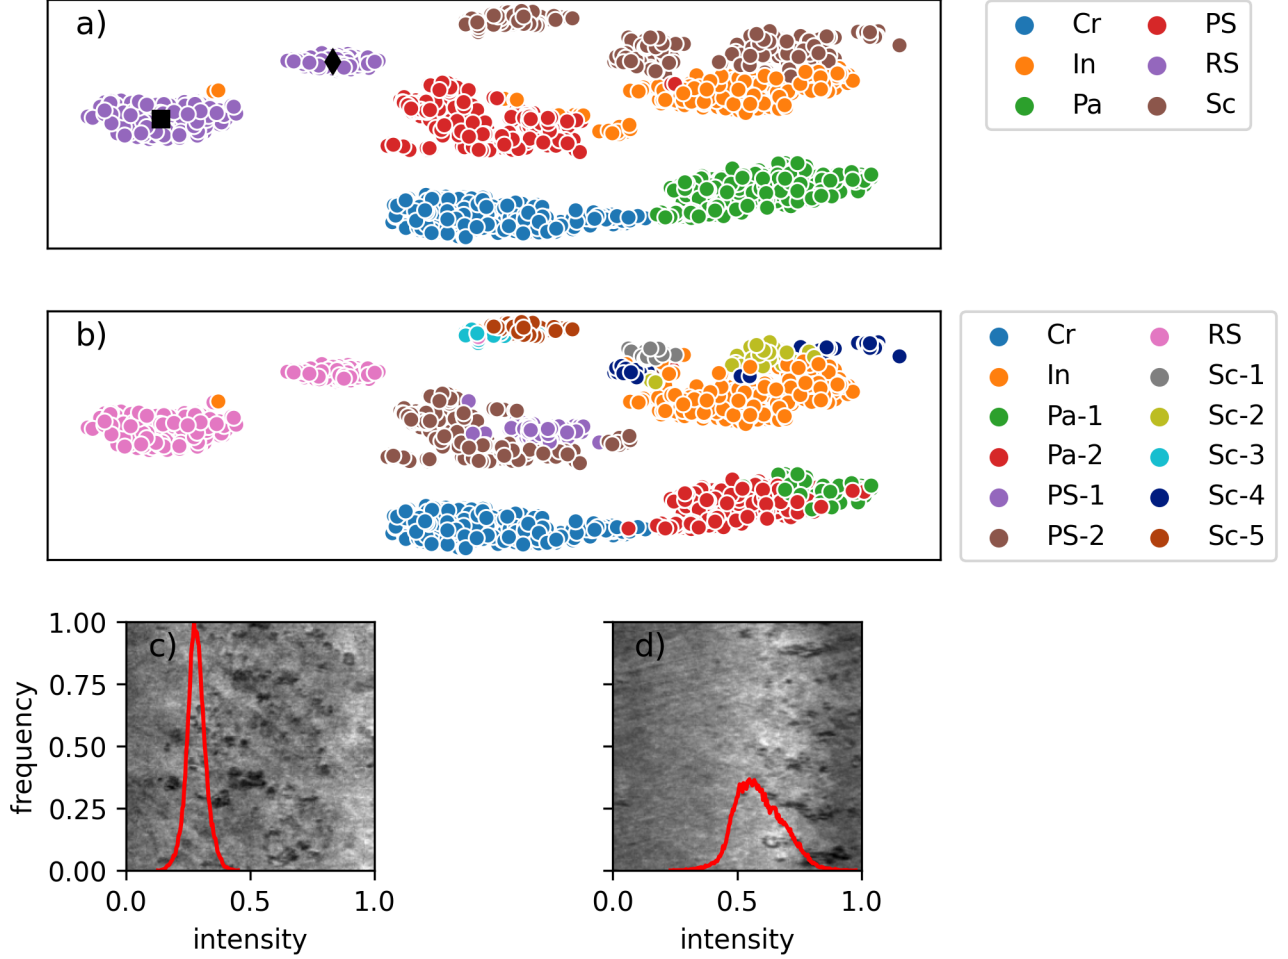 a)
Cr PS
In RS
Pa Sc
b)
Cr RS
In Sc-1
Pa-1 Sc-2
Pa-2 Sc-3
PS-1 Sc-4
PS-2 Sc-5
c)
1.00
0.75
0.50
0.25
0.00
frequency
0.0 0.5 1.0
intensity
d)
0.0 0.5 1.0
intensity